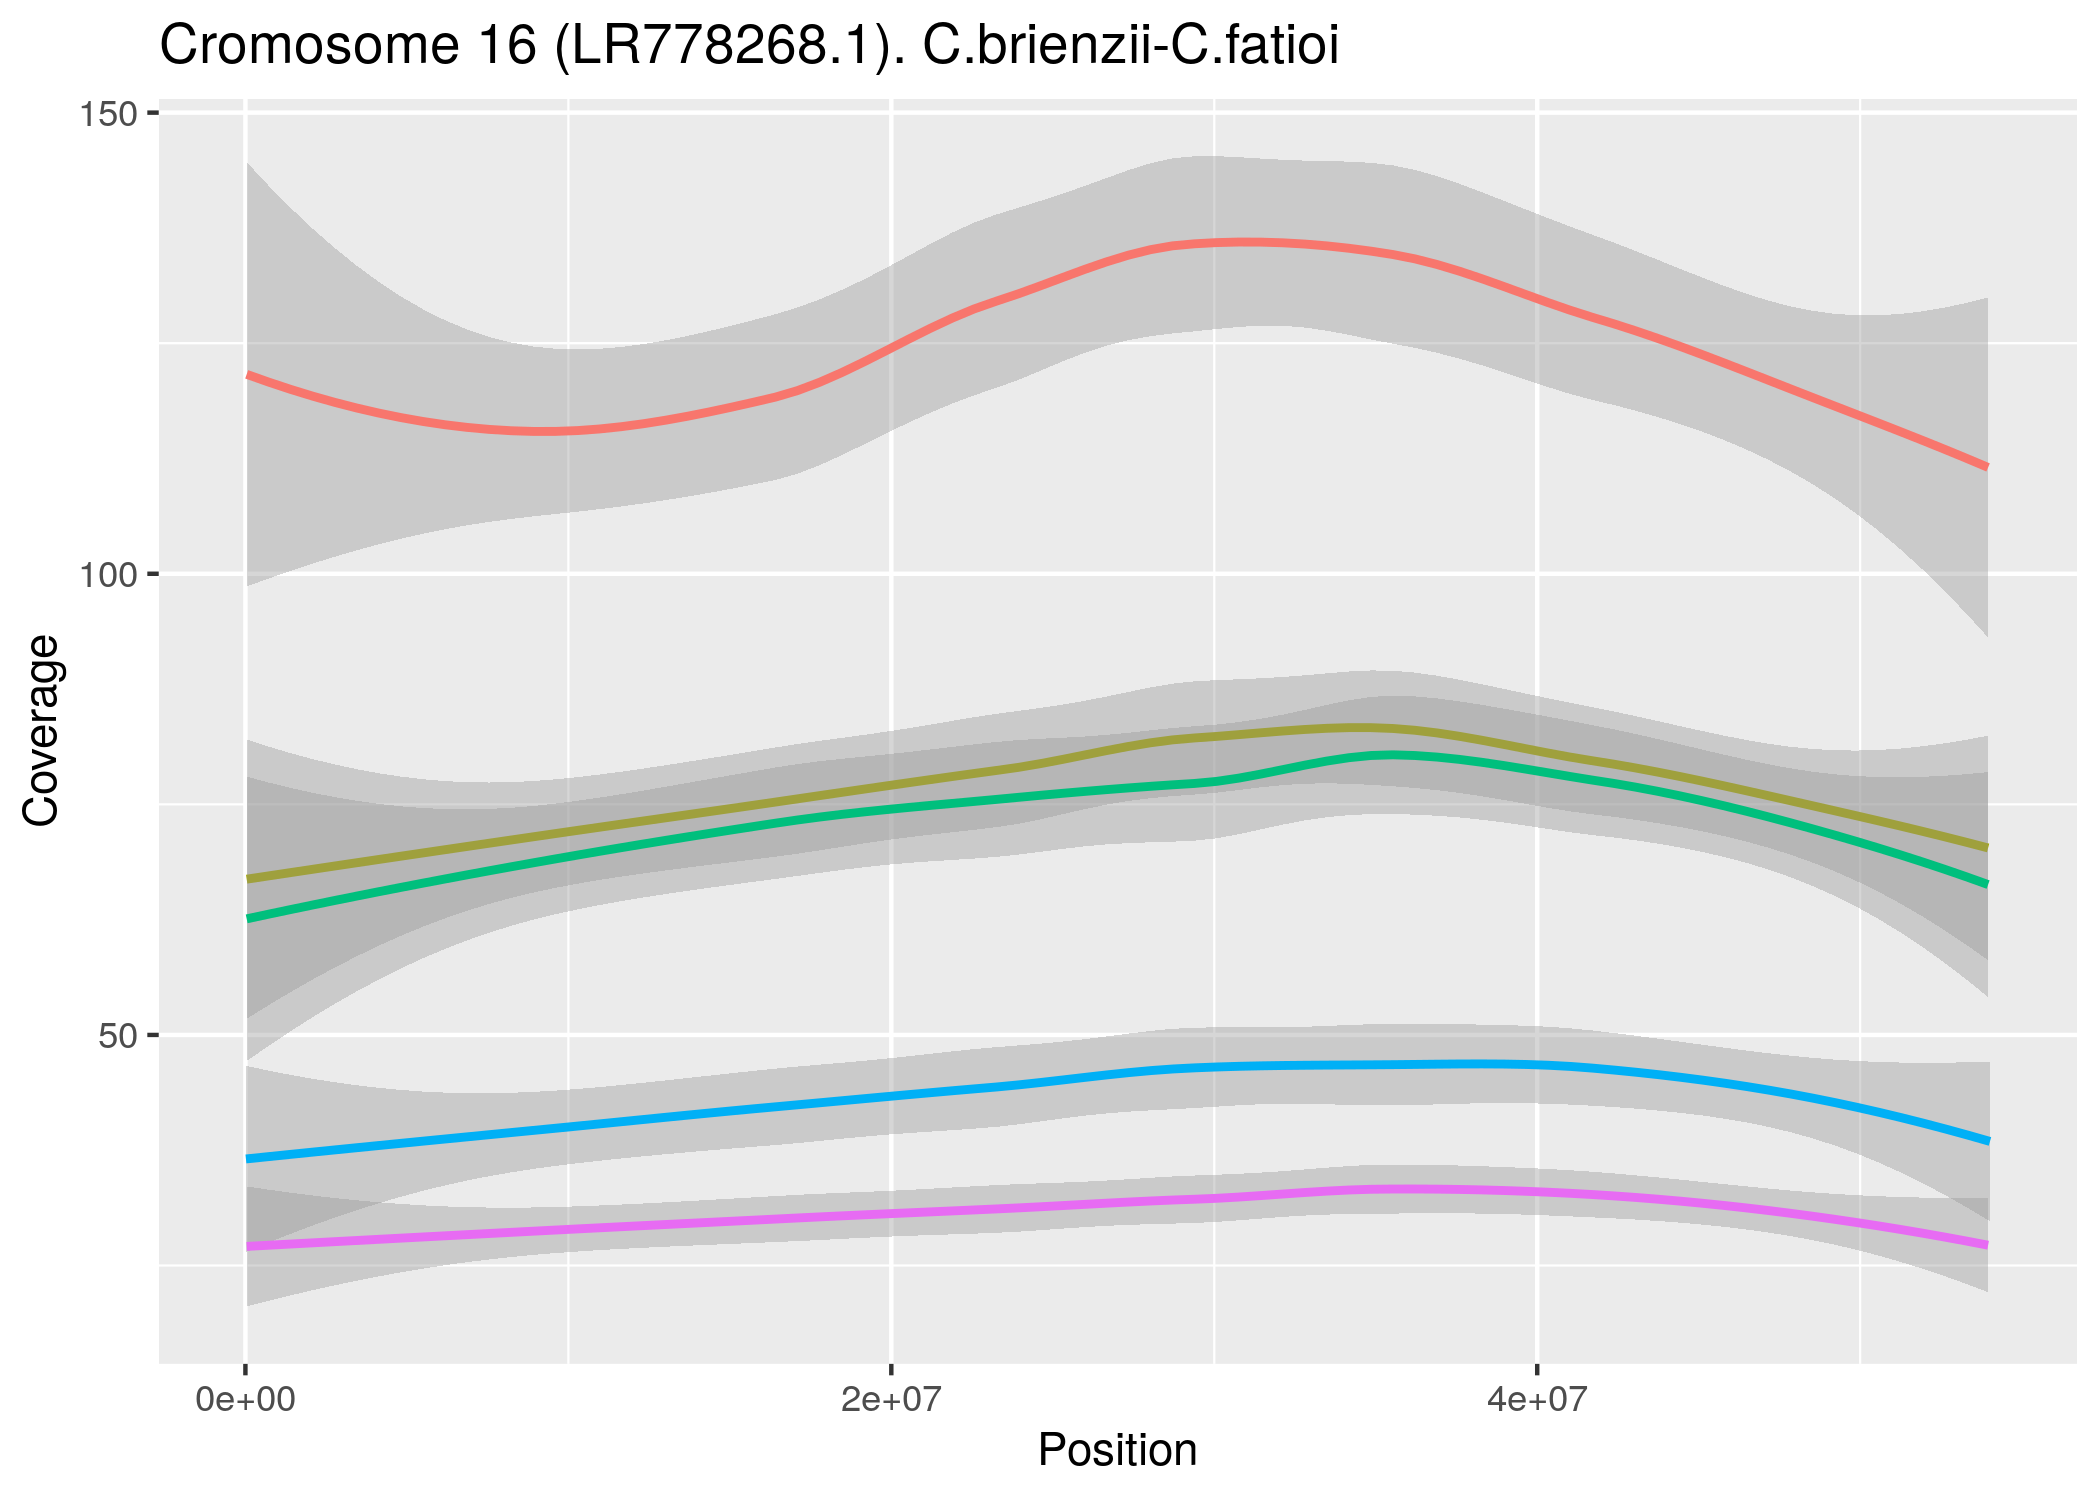 Cromosome 16 (LR778268.1). C.brienzii-C.fatioi
150
100
50
Coverage
0e+00
2e+07
4e+07
Position